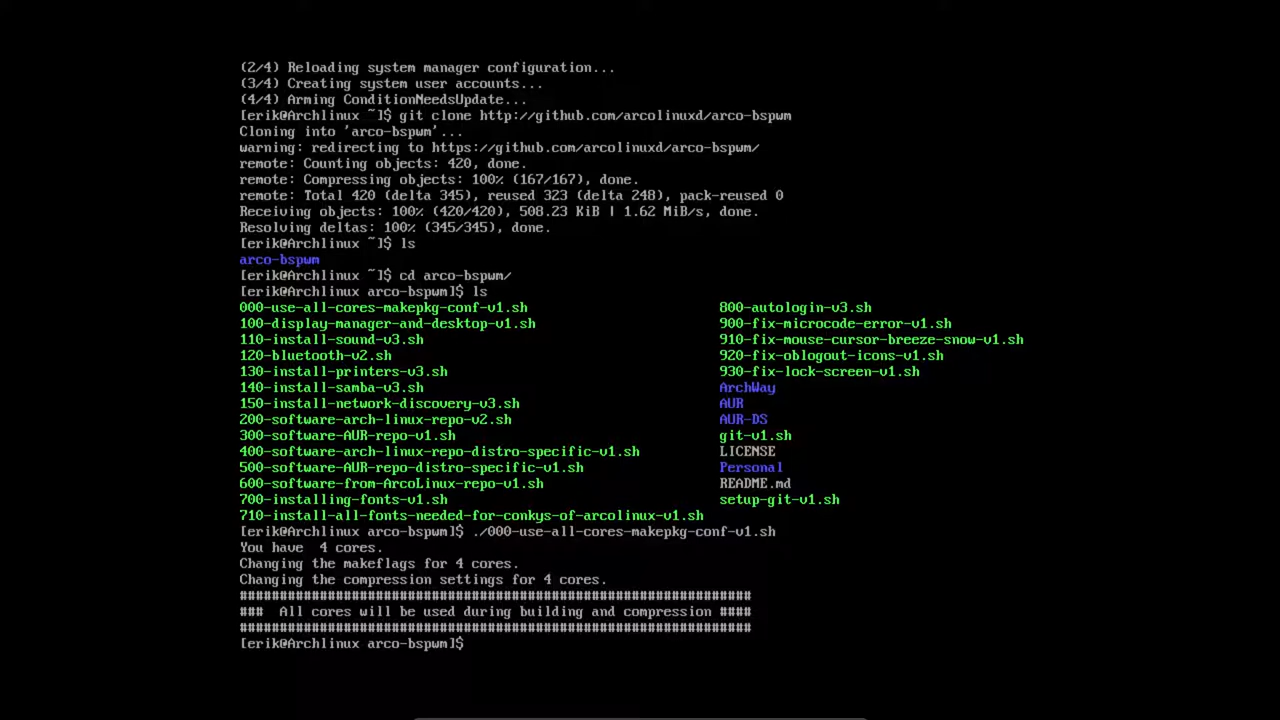 (2/4) Reloading system manager configuration...
(3/4) Creating system user accounts...
(4/4) Arming ConditionNeedsUpdate...
[erik@Archlinux ~]$ git clone http://github.com/arcolinuxd/arco-bspwm
Cloning into 'arco-bspwm'...
warning: redirecting to https://github.com/arcolinuxd/arco-bspwm/
remote: Counting objects: 420, done.
remote: Compressing objects: 100% (167/167), done.
remote: Total 420 (delta 345), reused 323 (delta 248), pack-reused 0
Receiving objects: 100% (420/420), 508.23 KiB | 1.62 MiB/s, done.
Resolving deltas: 100% (345/345), done.
[erik@Archlinux ~]$ ls
arco-bspwm
[erik@Archlinux ~]$ cd arco-bspwm/
[erik@Archlinux arco-bspwm]$ ls
000-use-all-cores-makepkg-conf-v1.sh 800-autologin-v3.sh
100-display-manager-and-desktop-v1.sh 900-fix-microcode-error-v1.sh
110-install-sound-v3.sh 910-fix-mouse-cursor-breeze-snow-v1.sh
120-bluetooth-v2.sh 920-fix-oblogout-icons-v1.sh
130-install-printers-v3.sh 930-fix-lock-screen-v1.sh
140-install-samba-v3.sh ArchWay
150-install-network-discovery-v3.sh AUR
200-software-arch-linux-repo-v2.sh AUR-DS
300-software-AUR-repo-v1.sh git-v1.sh
400-software-arch-linux-repo-distro-specific-v1.sh LICENSE
500-software-AUR-repo-distro-specific-v1.sh Personal
600-software-from-ArcoLinux-repo-v1.sh README.md
700-installing-fonts-v1.sh setup-git-v1.sh
710-install-all-fonts-needed-for-conkys-of-arcolinux-v1.sh
[erik@Archlinux arco-bspwm]$ ./000-use-all-cores-makepkg-conf-v1.sh
You have  4 cores.
Changing the makeflags for 4 cores.
Changing the compression settings for 4 cores.
################################################################
###  All cores will be used during building and compression ####
################################################################
[erik@Archlinux arco-bspwm]$